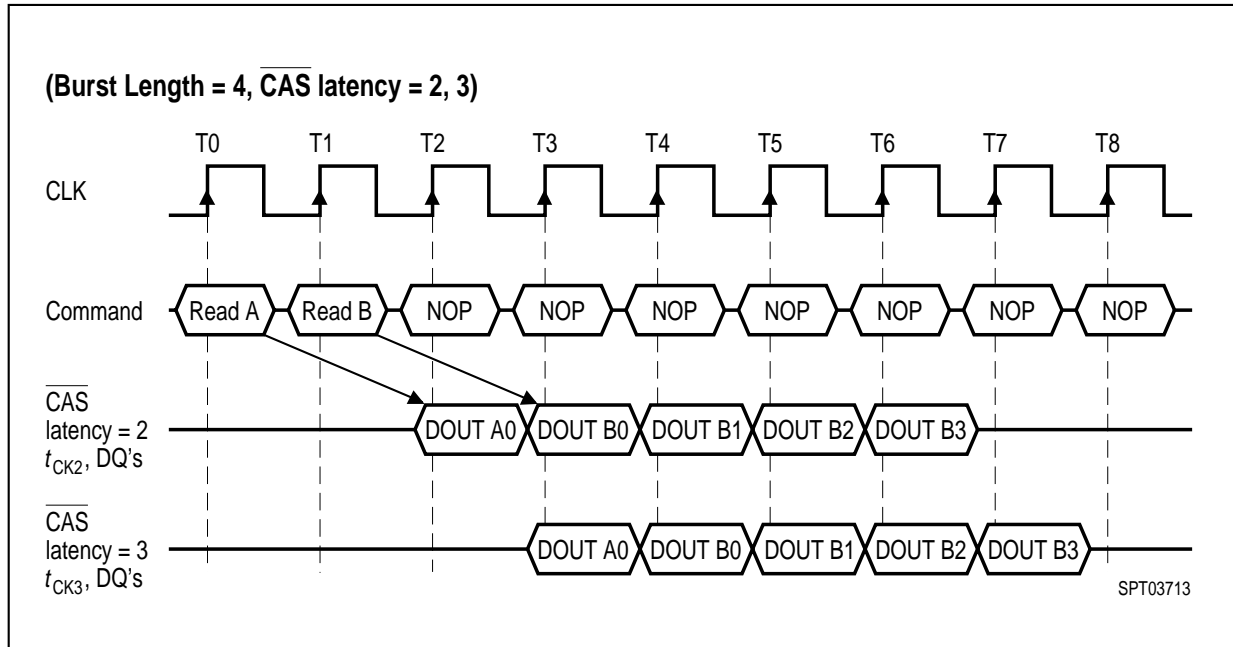 (Burst Length = 4, CAS latency = 2, 3)
T0 T1 T2 T3 T4 T5 T6 T7 T8
CLK
Command Read A Read B NOP NOP NOP NOP NOP NOP NOP
CAS
latency = 2
tCK2, DQ's
DOUT A0 DOUT B0 DOUT B1 DOUT B2 DOUT B3
CAS
latency = 3
tCK3, DQ's
DOUT A0 DOUT B0 DOUT B1 DOUT B2 DOUT B3
SPT03713